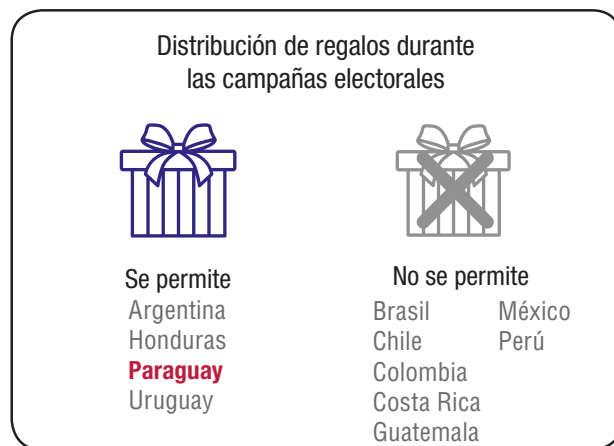 Distribución de regalos durante
las campañas electorales
Se permite
Argentina
Honduras
Paraguay
Uruguay
No se permite
Brasil
Chile
Colombia
Costa Rica
Guatemala
México
Perú